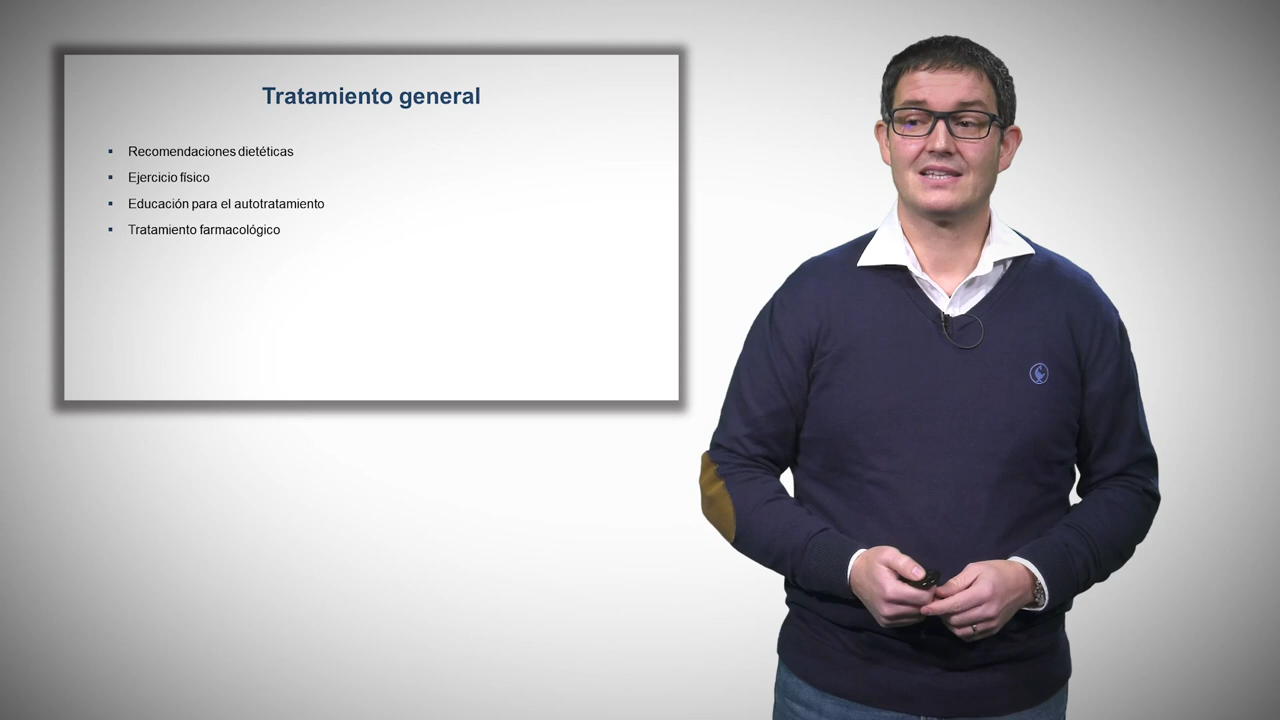 Tratamiento general
Recomendaciones dietéticas
Ejercicio físico
Educación para el autotratamiento
Tratamiento farmacológico